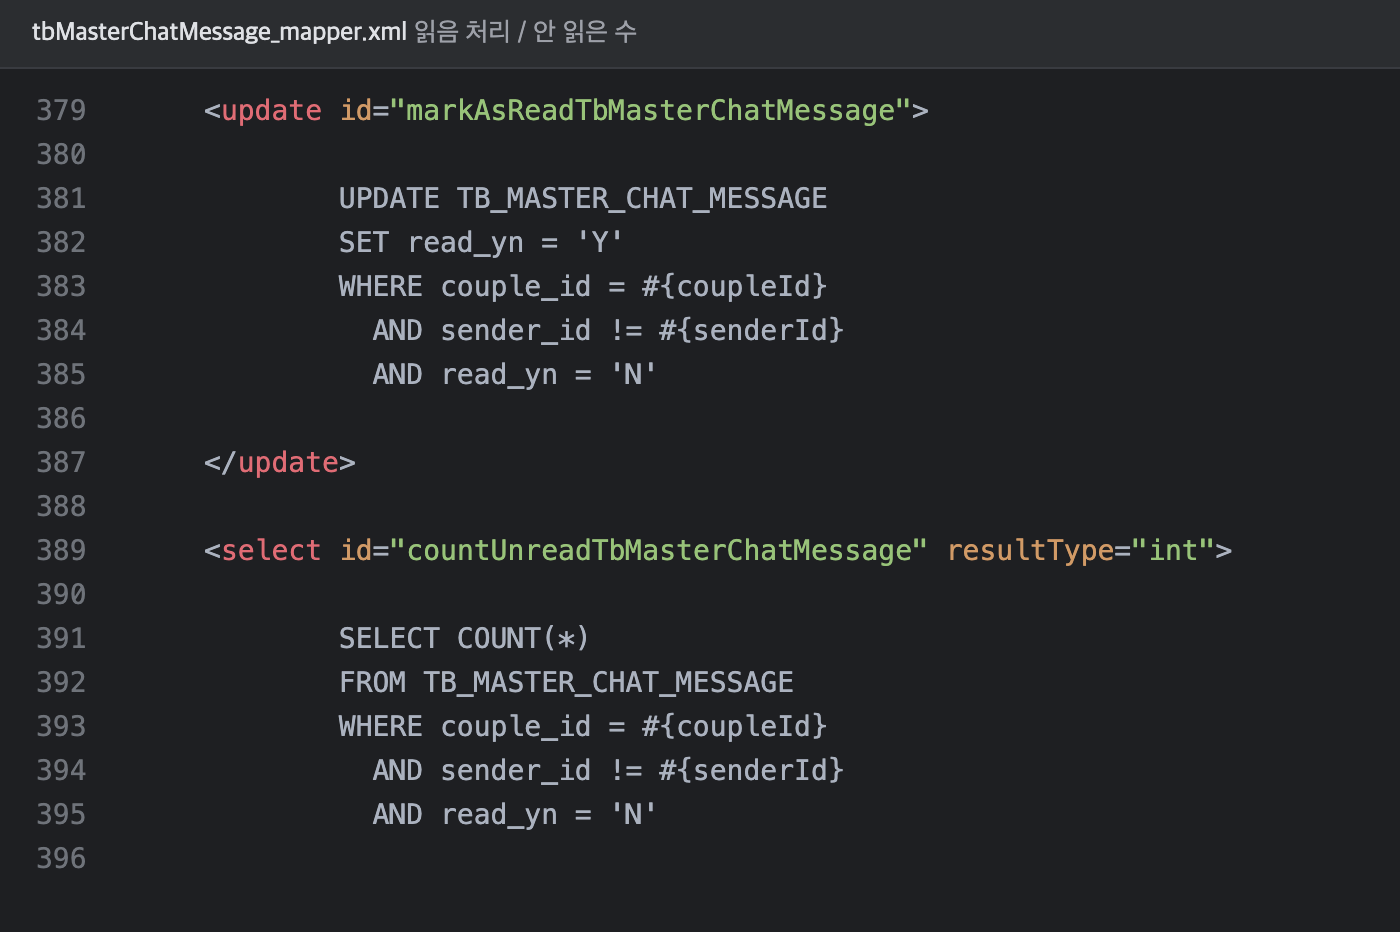 tbMasterChatMessage_mapper.xml 읽음 처리 / 안 읽은 수
379 <update id="markAsReadTbMasterChatMessage">
380
381 UPDATE TB_MASTER_CHAT_MESSAGE
382 SET read_yn = 'Y'
383 WHERE couple_id = #{coupleId}
384 AND sender_id != #{senderId}
385 AND read_yn = 'N'
386
387 </update>
388
389 <select id="countUnreadTbMasterChatMessage" resultType="int">
390
391 SELECT COUNT(*)
392 FROM TB_MASTER_CHAT_MESSAGE
393 WHERE couple_id = #{coupleId}
394 AND sender_id != #{senderId}
395 AND read_yn = 'N'
396